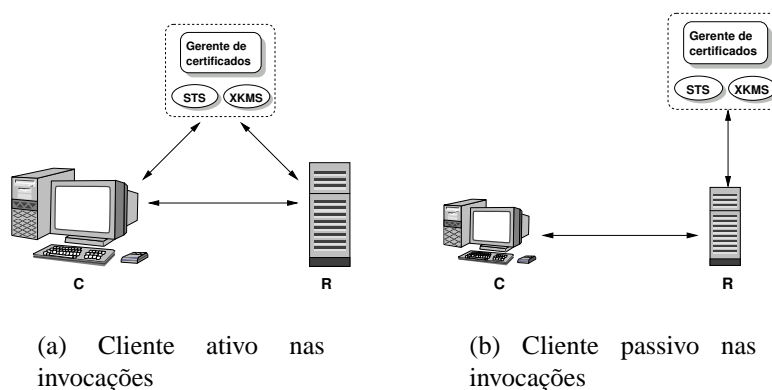 Gerente de
certificados
STS
XKMS
C
R
(a) Cliente ativo nas
invocações
Gerente de
certificados
STS
XKMS
C
R
(b) Cliente passivo nas
invocações